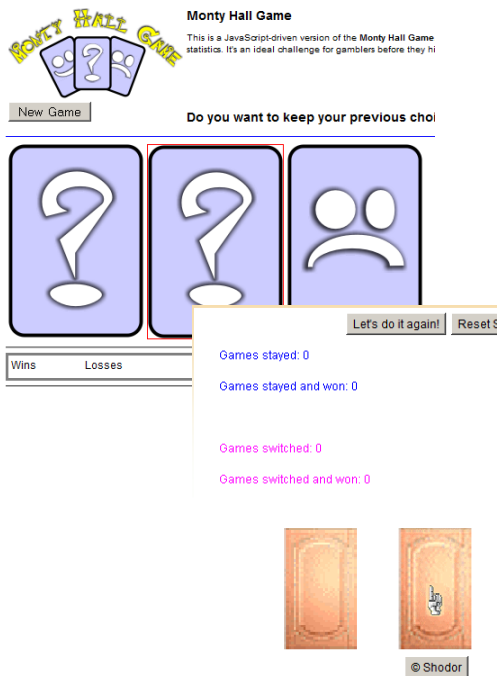 MONTY HALL GAME
Monty Hall Game
This is a JavaScript-driven version of the Monty Hall Game
statistics. It's an ideal challenge for gamblers before they hi
New Game
Do you want to keep your previous choi
Let's do it again! Reset S
Wins Losses
Games stayed: 0
Games stayed and won: 0
Games switched: 0
Games switched and won: 0
© Shodor